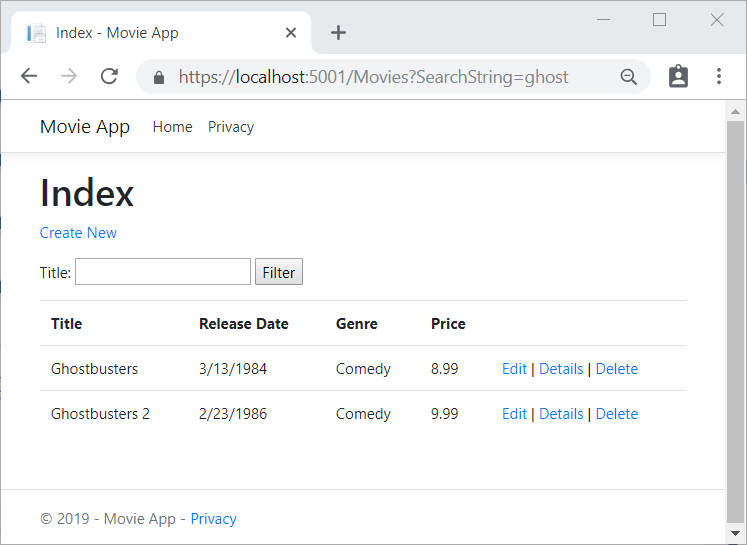 Index - Movie App
https://localhost:5001/Movies?SearchString=ghost
Movie App Home Privacy
Index
Create New
Title: Filter
Title Release Date Genre Price
Ghostbusters 3/13/1984 Comedy 8.99 Edit | Details | Delete
Ghostbusters 2 2/23/1986 Comedy 9.99 Edit | Details | Delete
© 2019 - Movie App - Privacy